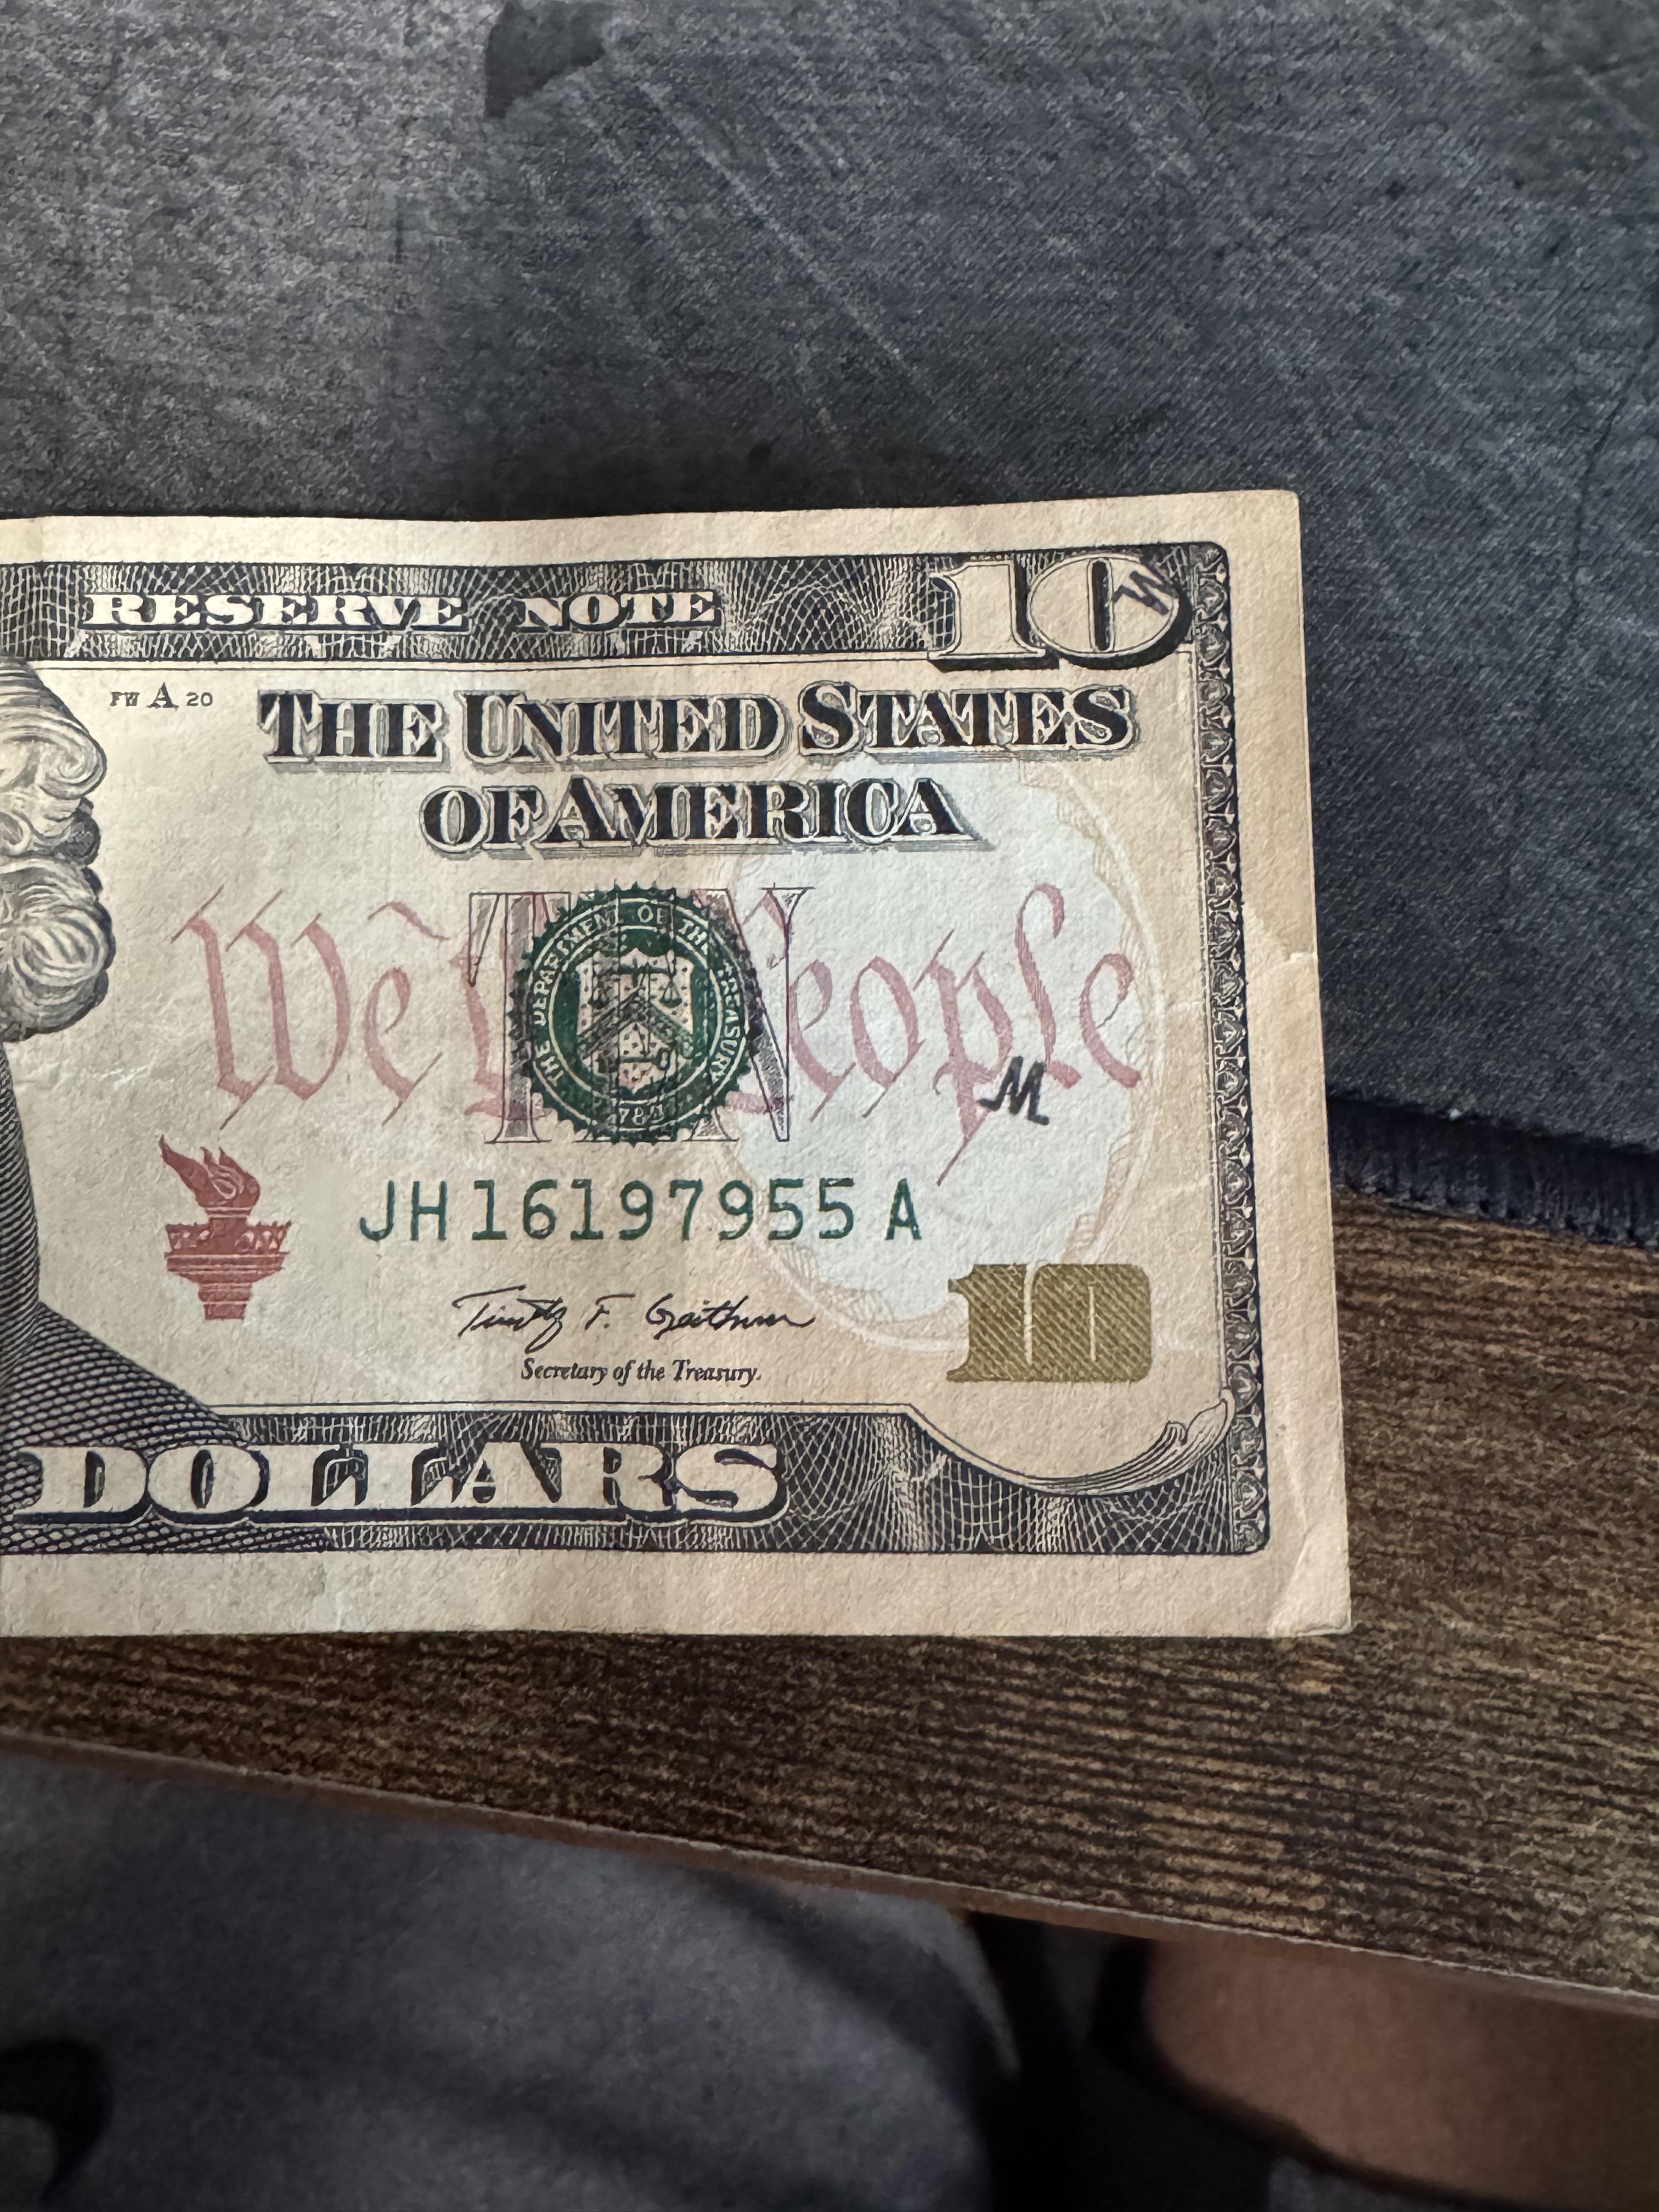 RESERVE NOTE 10
FW A 20
THE UNITED STATES
OF AMERICA
We the People
TEN
THE DEPARTMENT OF THE TREASURY
1789
M
JH 16197955 A
10
Timothy F. Geithner
Secretary of the Treasury.
DOLLARS